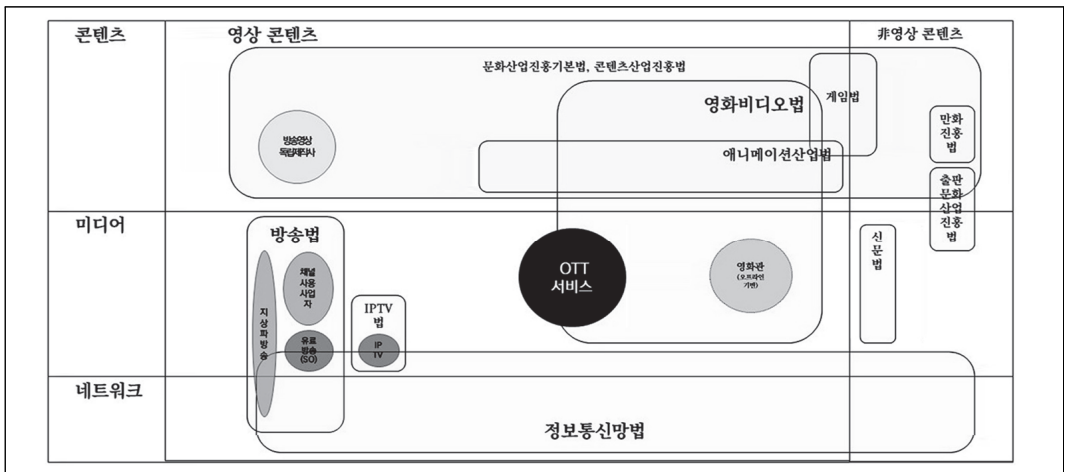 콘텐츠
영상 콘텐츠
非영상 콘텐츠
문화산업진흥기본법, 콘텐츠산업진흥법
영화비디오법
게임법
만화
진흥
법
방송영상
독립제작사
애니메이션산업법
출판
문화
산업
진흥
법
미디어
방송법
채널
사용
사업
자
지
상
파
방
송
유료
방송
(SO)
IPTV
법
IP
TV
OTT
서비스
영화관
(오프라인
기반)
신
문
법
네트워크
정보통신망법